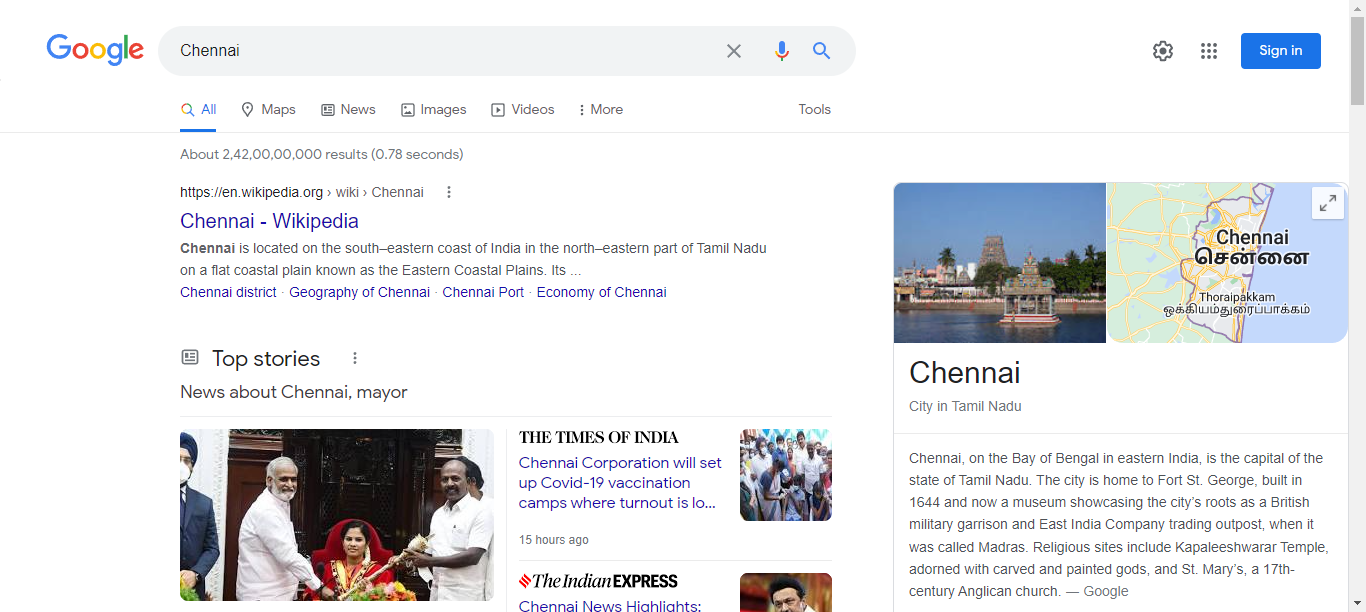 Google
Chennai
Sign in
All
Maps
News
Images
Videos
More
Tools
About 2,42,00,00,000 results (0.78 seconds)
https://en.wikipedia.org › wiki › Chennai
Chennai - Wikipedia
Chennai is located on the south–eastern coast of India in the north–eastern part of Tamil Nadu
on a flat coastal plain known as the Eastern Coastal Plains. Its ...
Chennai district · Geography of Chennai · Chennai Port · Economy of Chennai
Top stories
News about Chennai, mayor
THE TIMES OF INDIA
Chennai Corporation will set
up Covid-19 vaccination
camps where turnout is lo...
15 hours ago
The Indian EXPRESS
Chennai News Highlights:
Chennai
சென்னை
Thoraipakkam
ஒக்கியம்துரைப்பாக்கம்
Chennai
City in Tamil Nadu
Chennai, on the Bay of Bengal in eastern India, is the capital of the
state of Tamil Nadu. The city is home to Fort St. George, built in
1644 and now a museum showcasing the city's roots as a British
military garrison and East India Company trading outpost, when it
was called Madras. Religious sites include Kapaleeshwarar Temple,
adorned with carved and painted gods, and St. Mary's, a 17th-
century Anglican church. — Google